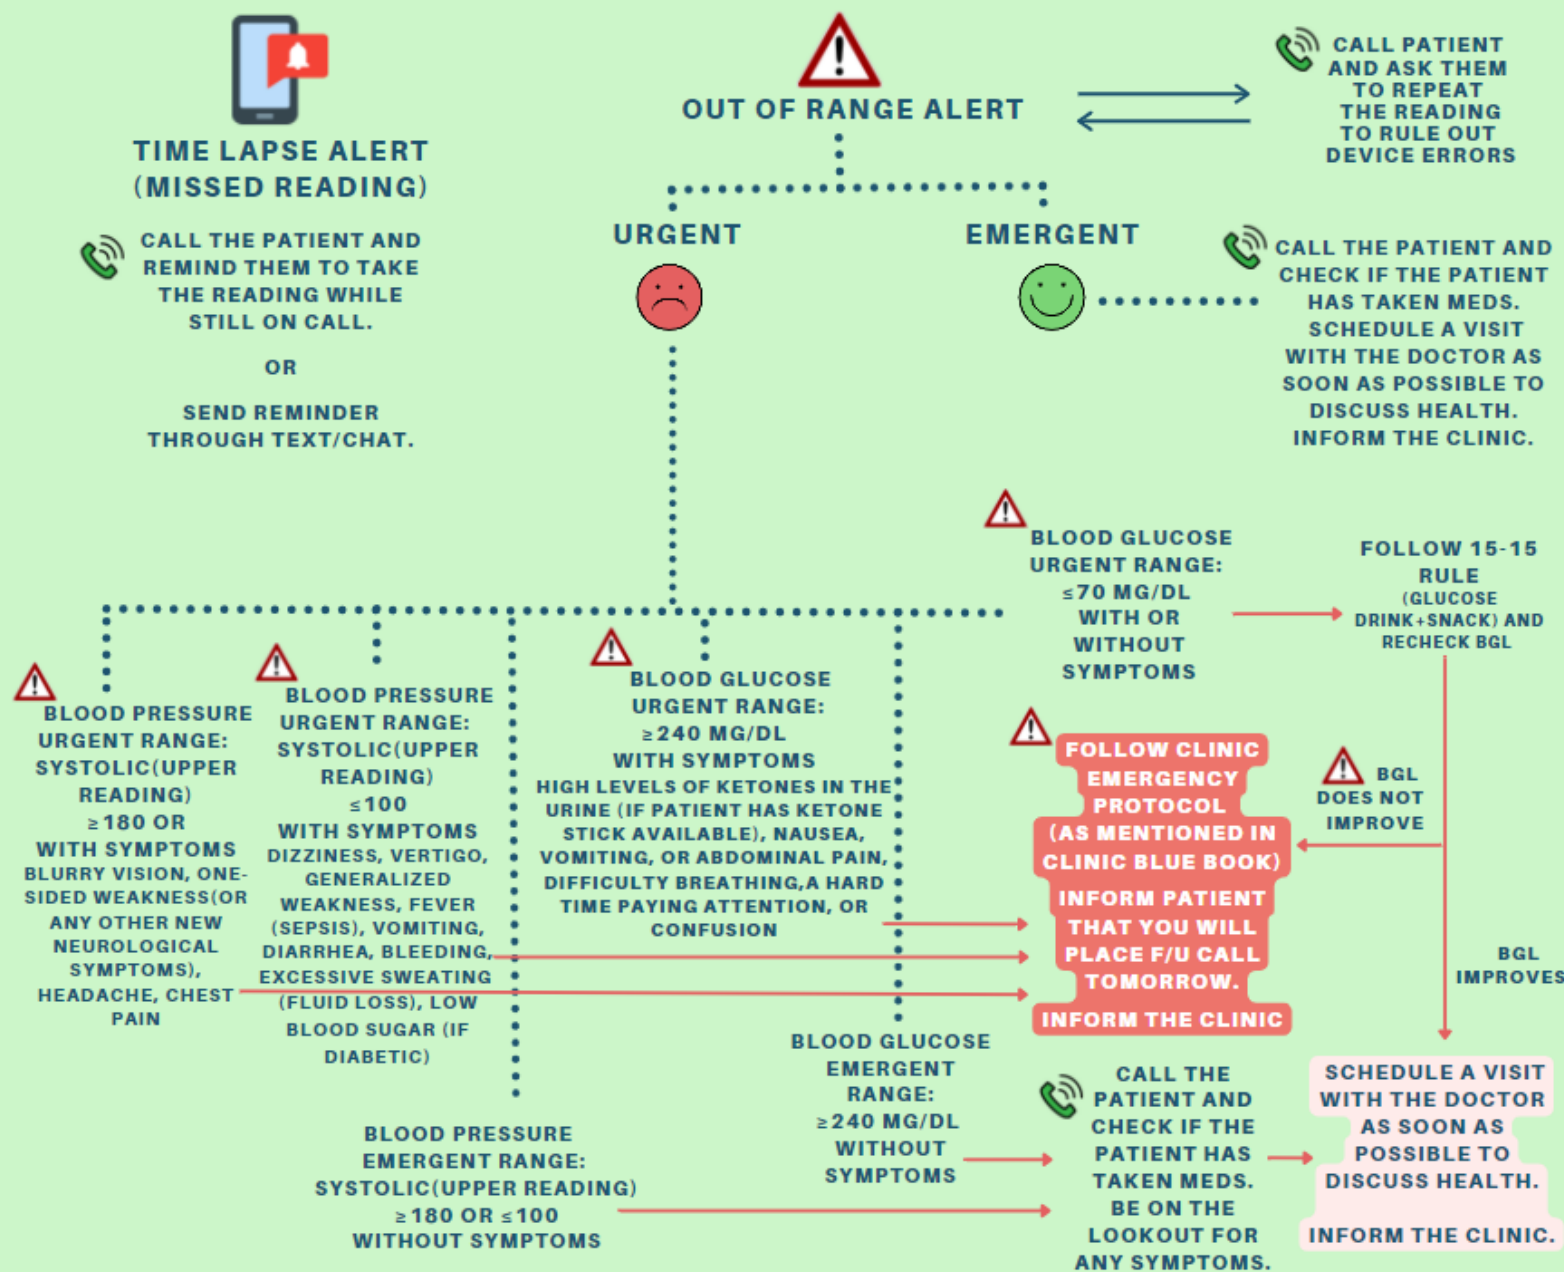 TIME LAPSE ALERT
(MISSED READING)
CALL THE PATIENT AND
REMIND THEM TO TAKE
THE READING WHILE
STILL ON CALL.
OR
SEND REMINDER
THROUGH TEXT/CHAT.
OUT OF RANGE ALERT
CALL PATIENT
AND ASK THEM
TO REPEAT
THE READING
TO RULE OUT
DEVICE ERRORS
URGENT
EMERGENT
CALL THE PATIENT AND
CHECK IF THE PATIENT
HAS TAKEN MEDS.
SCHEDULE A VISIT
WITH THE DOCTOR AS
SOON AS POSSIBLE TO
DISCUSS HEALTH.
INFORM THE CLINIC.
BLOOD PRESSURE
URGENT RANGE:
SYSTOLIC(UPPER
READING)
≥180 OR
WITH SYMPTOMS
BLURRY VISION, ONE-
SIDED WEAKNESS(OR
ANY OTHER NEW
NEUROLOGICAL
SYMPTOMS),
HEADACHE, CHEST
PAIN
BLOOD PRESSURE
URGENT RANGE:
SYSTOLIC(UPPER
READING)
≤100
WITH SYMPTOMS
DIZZINESS, VERTIGO,
GENERALIZED
WEAKNESS, FEVER
(SEPSIS), VOMITING,
DIARRHEA, BLEEDING,
EXCESSIVE SWEATING
(FLUID LOSS), LOW
BLOOD SUGAR (IF
DIABETIC)
BLOOD PRESSURE
EMERGENT RANGE:
SYSTOLIC(UPPER READING)
≥180 OR ≤100
WITHOUT SYMPTOMS
BLOOD GLUCOSE
URGENT RANGE:
≥240 MG/DL
WITH SYMPTOMS
HIGH LEVELS OF KETONES IN THE
URINE (IF PATIENT HAS KETONE
STICK AVAILABLE), NAUSEA,
VOMITING, OR ABDOMINAL PAIN,
DIFFICULTY BREATHING,A HARD
TIME PAYING ATTENTION, OR
CONFUSION
BLOOD GLUCOSE
EMERGENT
RANGE:
≥240 MG/DL
WITHOUT
SYMPTOMS
BLOOD GLUCOSE
URGENT RANGE:
≤70 MG/DL
WITH OR
WITHOUT
SYMPTOMS
FOLLOW 15-15
RULE
(GLUCOSE
DRINK+SNACK) AND
RECHECK BGL
BGL
DOES NOT
IMPROVE
BGL
IMPROVES
FOLLOW CLINIC
EMERGENCY
PROTOCOL
(AS MENTIONED IN
CLINIC BLUE BOOK)
INFORM PATIENT
THAT YOU WILL
PLACE F/U CALL
TOMORROW.
INFORM THE CLINIC
CALL THE
PATIENT AND
CHECK IF THE
PATIENT HAS
TAKEN MEDS.
BE ON THE
LOOKOUT FOR
ANY SYMPTOMS.
SCHEDULE A VISIT
WITH THE DOCTOR
AS SOON AS
POSSIBLE TO
DISCUSS HEALTH.
INFORM THE CLINIC.